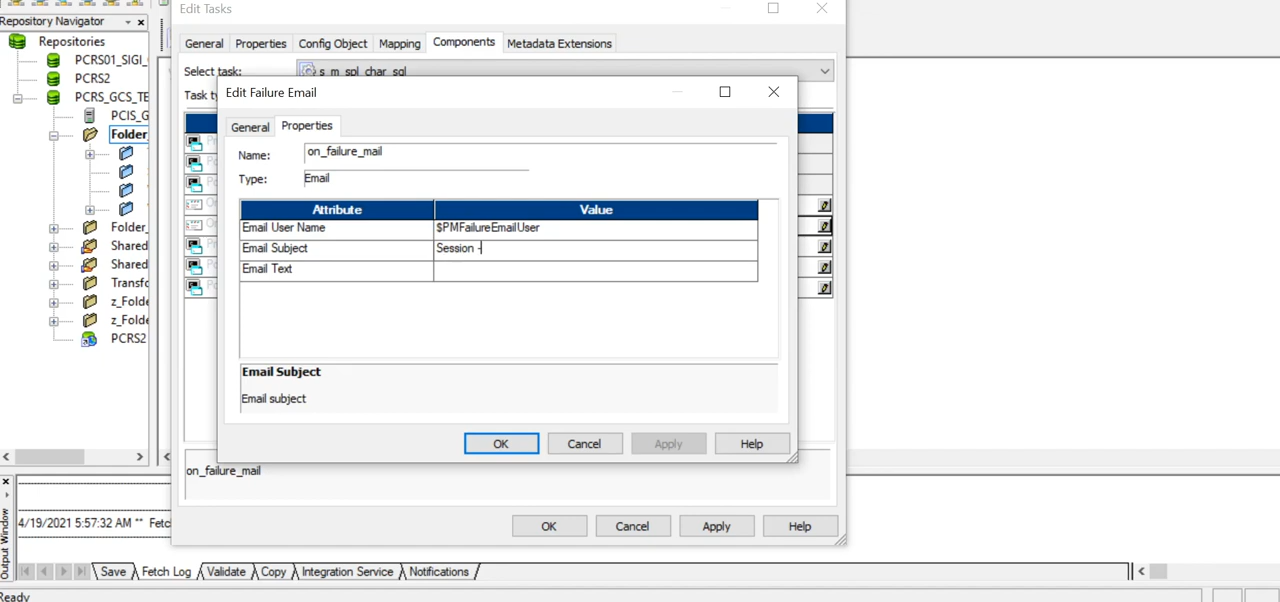 Edit Tasks
Repository Navigator
Repositories
PCRS01_SIGI_
PCRS2
PCRS_GCS_TE
PCIS_G
Folder_
Folder_
Shared
Shared
Transfo
z_Folde
z_Folde
PCRS2
General Properties Config Object Mapping Components Metadata Extensions
Select task: s_m_spl_char_sql
Task ty
Edit Failure Email
General Properties
Name: on_failure_mail
Type: Email
Attribute Value
Email User Name $PMFailureEmailUser
Email Subject Session -
Email Text
Email Subject
Email subject
OK Cancel Apply Help
on_failure_mail
OK Cancel Apply Help
Output Window
4/19/2021 5:57:32 AM ** Fetc
Save Fetch Log Validate Copy Integration Service Notifications
Ready